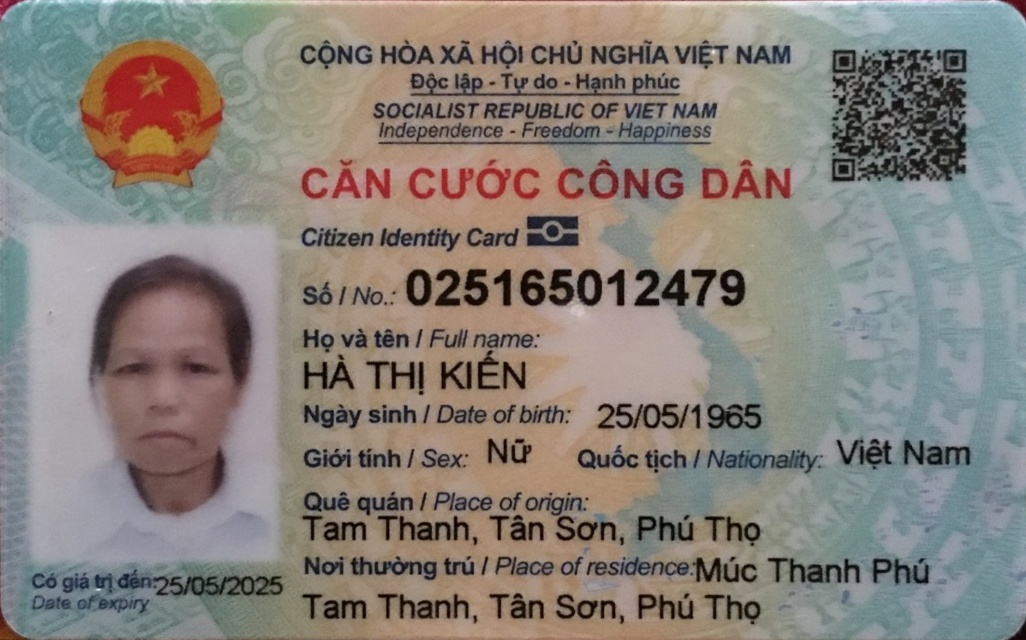 CỘNG HÒA XÃ HỘI CHỦ NGHĨA VIỆT NAM
Độc lập - Tự do - Hạnh phúc
SOCIALIST REPUBLIC OF VIET NAM
Independence - Freedom - Happiness
CĂN CƯỚC CÔNG DÂN
Citizen Identity Card
Số / No.: 025165012479
Họ và tên / Full name:
HÀ THỊ KIẾN
Ngày sinh / Date of birth: 25/05/1965
Giới tính / Sex: Nữ Quốc tịch / Nationality: Việt Nam
Quê quán / Place of origin:
Tam Thanh, Tân Sơn, Phú Thọ
Nơi thường trú / Place of residence: Múc Thanh Phú
Tam Thanh, Tân Sơn, Phú Thọ
Có giá trị đến: 25/05/2025
Date of expiry